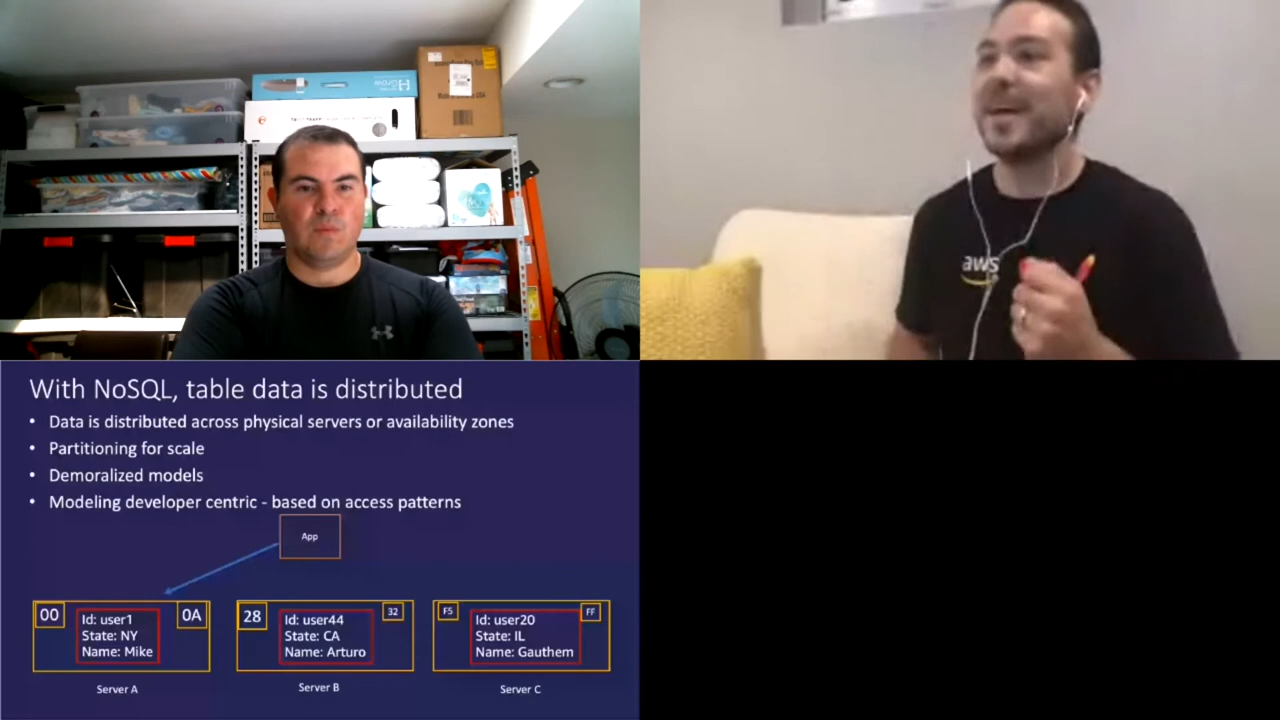 aws
With NoSQL, table data is distributed
• Data is distributed across physical servers or availability zones
• Partitioning for scale
• Demoralized models
• Modeling developer centric - based on access patterns
App
00
Id: user1
State: NY
Name: Mike
0A
28
Id: user44
State: CA
Name: Arturo
32
F5
Id: user20
State: IL
Name: Gauthem
FF
Server A
Server B
Server C